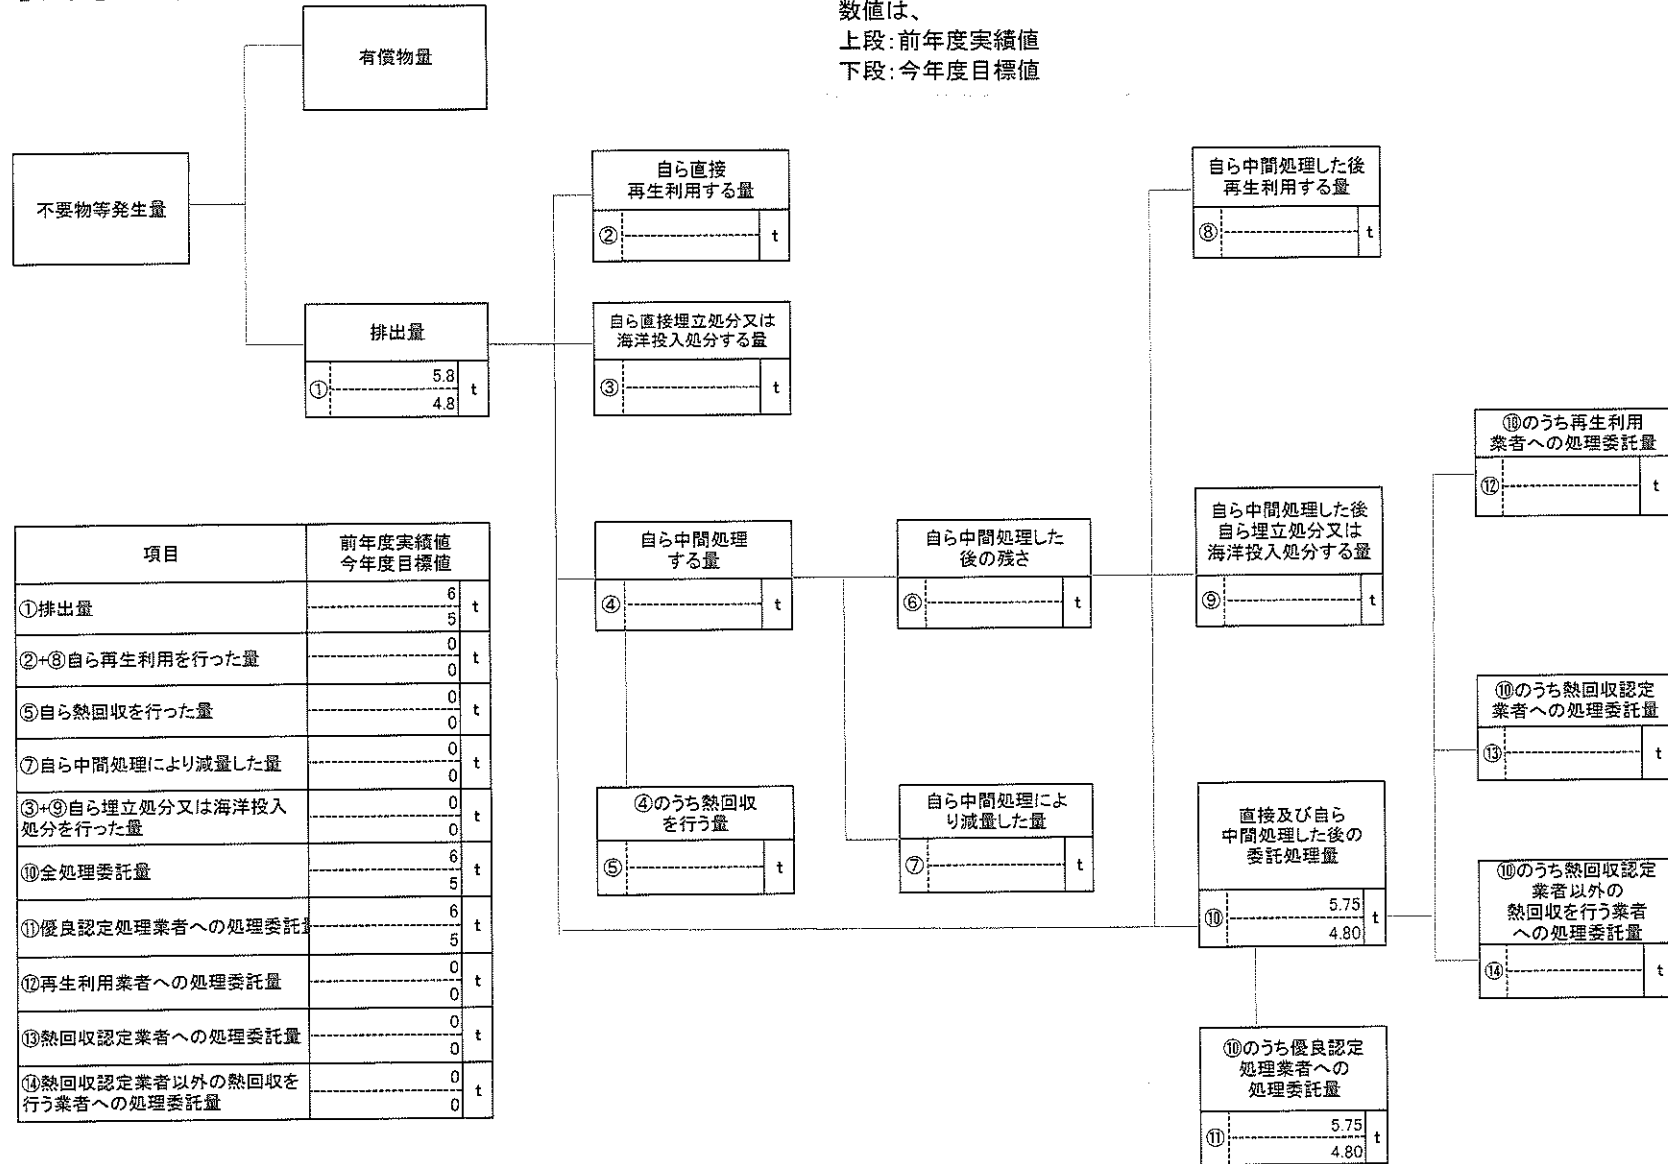 数値は、
上段:前年度実績値
下段:今年度目標値
有償物量
不要物等発生量
排出量
① 5.8 t
4.8
自ら直接
再生利用する量
② t
自ら直接埋立処分又は
海洋投入処分する量
③ t
自ら中間処理
する量
④ t
④のうち熱回収
を行う量
⑤ t
自ら中間処理した
後の残さ
⑥ t
自ら中間処理によ
り減量した量
⑦ t
自ら中間処理した後
再生利用する量
⑧ t
自ら中間処理した後
自ら埋立処分又は
海洋投入処分する量
⑨ t
直接及び自ら
中間処理した後の
委託処理量
⑩ 5.75 t
4.80
⑩のうち優良認定
処理業者への
処理委託量
⑪ 5.75 t
4.80
⑩のうち再生利用
業者への処理委託量
⑫ t
⑩のうち熱回収認定
業者への処理委託量
⑬ t
⑩のうち熱回収認定
業者以外の
熱回収を行う業者
への処理委託量
⑭ t
項目 前年度実績値
今年度目標値
①排出量 6 t
5
②+⑧自ら再生利用を行った量 0 t
0
⑤自ら熱回収を行った量 0 t
0
⑦自ら中間処理により減量した量 0 t
0
③+⑨自ら埋立処分又は海洋投入
処分を行った量 0 t
0
⑩全処理委託量 6 t
5
⑪優良認定処理業者への処理委託 6 t
5
⑫再生利用業者への処理委託量 0 t
0
⑬熱回収認定業者への処理委託量 0 t
0
⑭熱回収認定業者以外の熱回収を
行う業者への処理委託量 0 t
0